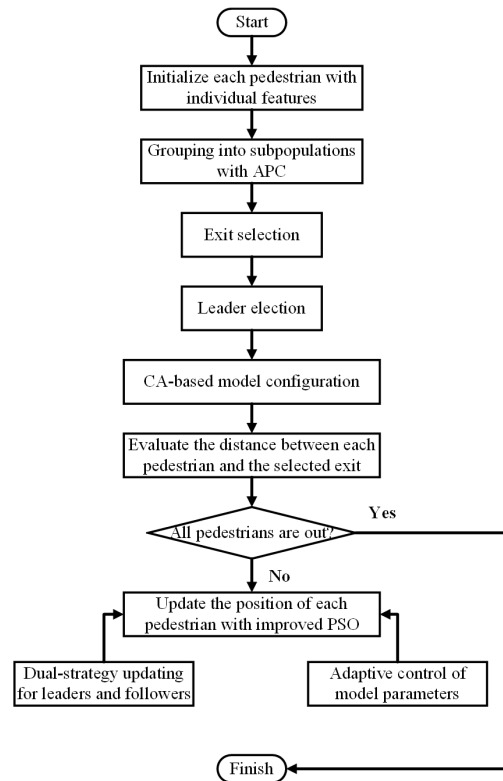 Start
Initialize each pedestrian with
individual features
Grouping into subpopulations
with APC
Exit selection
Leader election
CA-based model configuration
Evaluate the distance between each
pedestrian and the selected exit
All pedestrians are out?
Yes
No
Update the position of each
pedestrian with improved PSO
Dual-strategy updating
for leaders and followers
Adaptive control of
model parameters
Finish